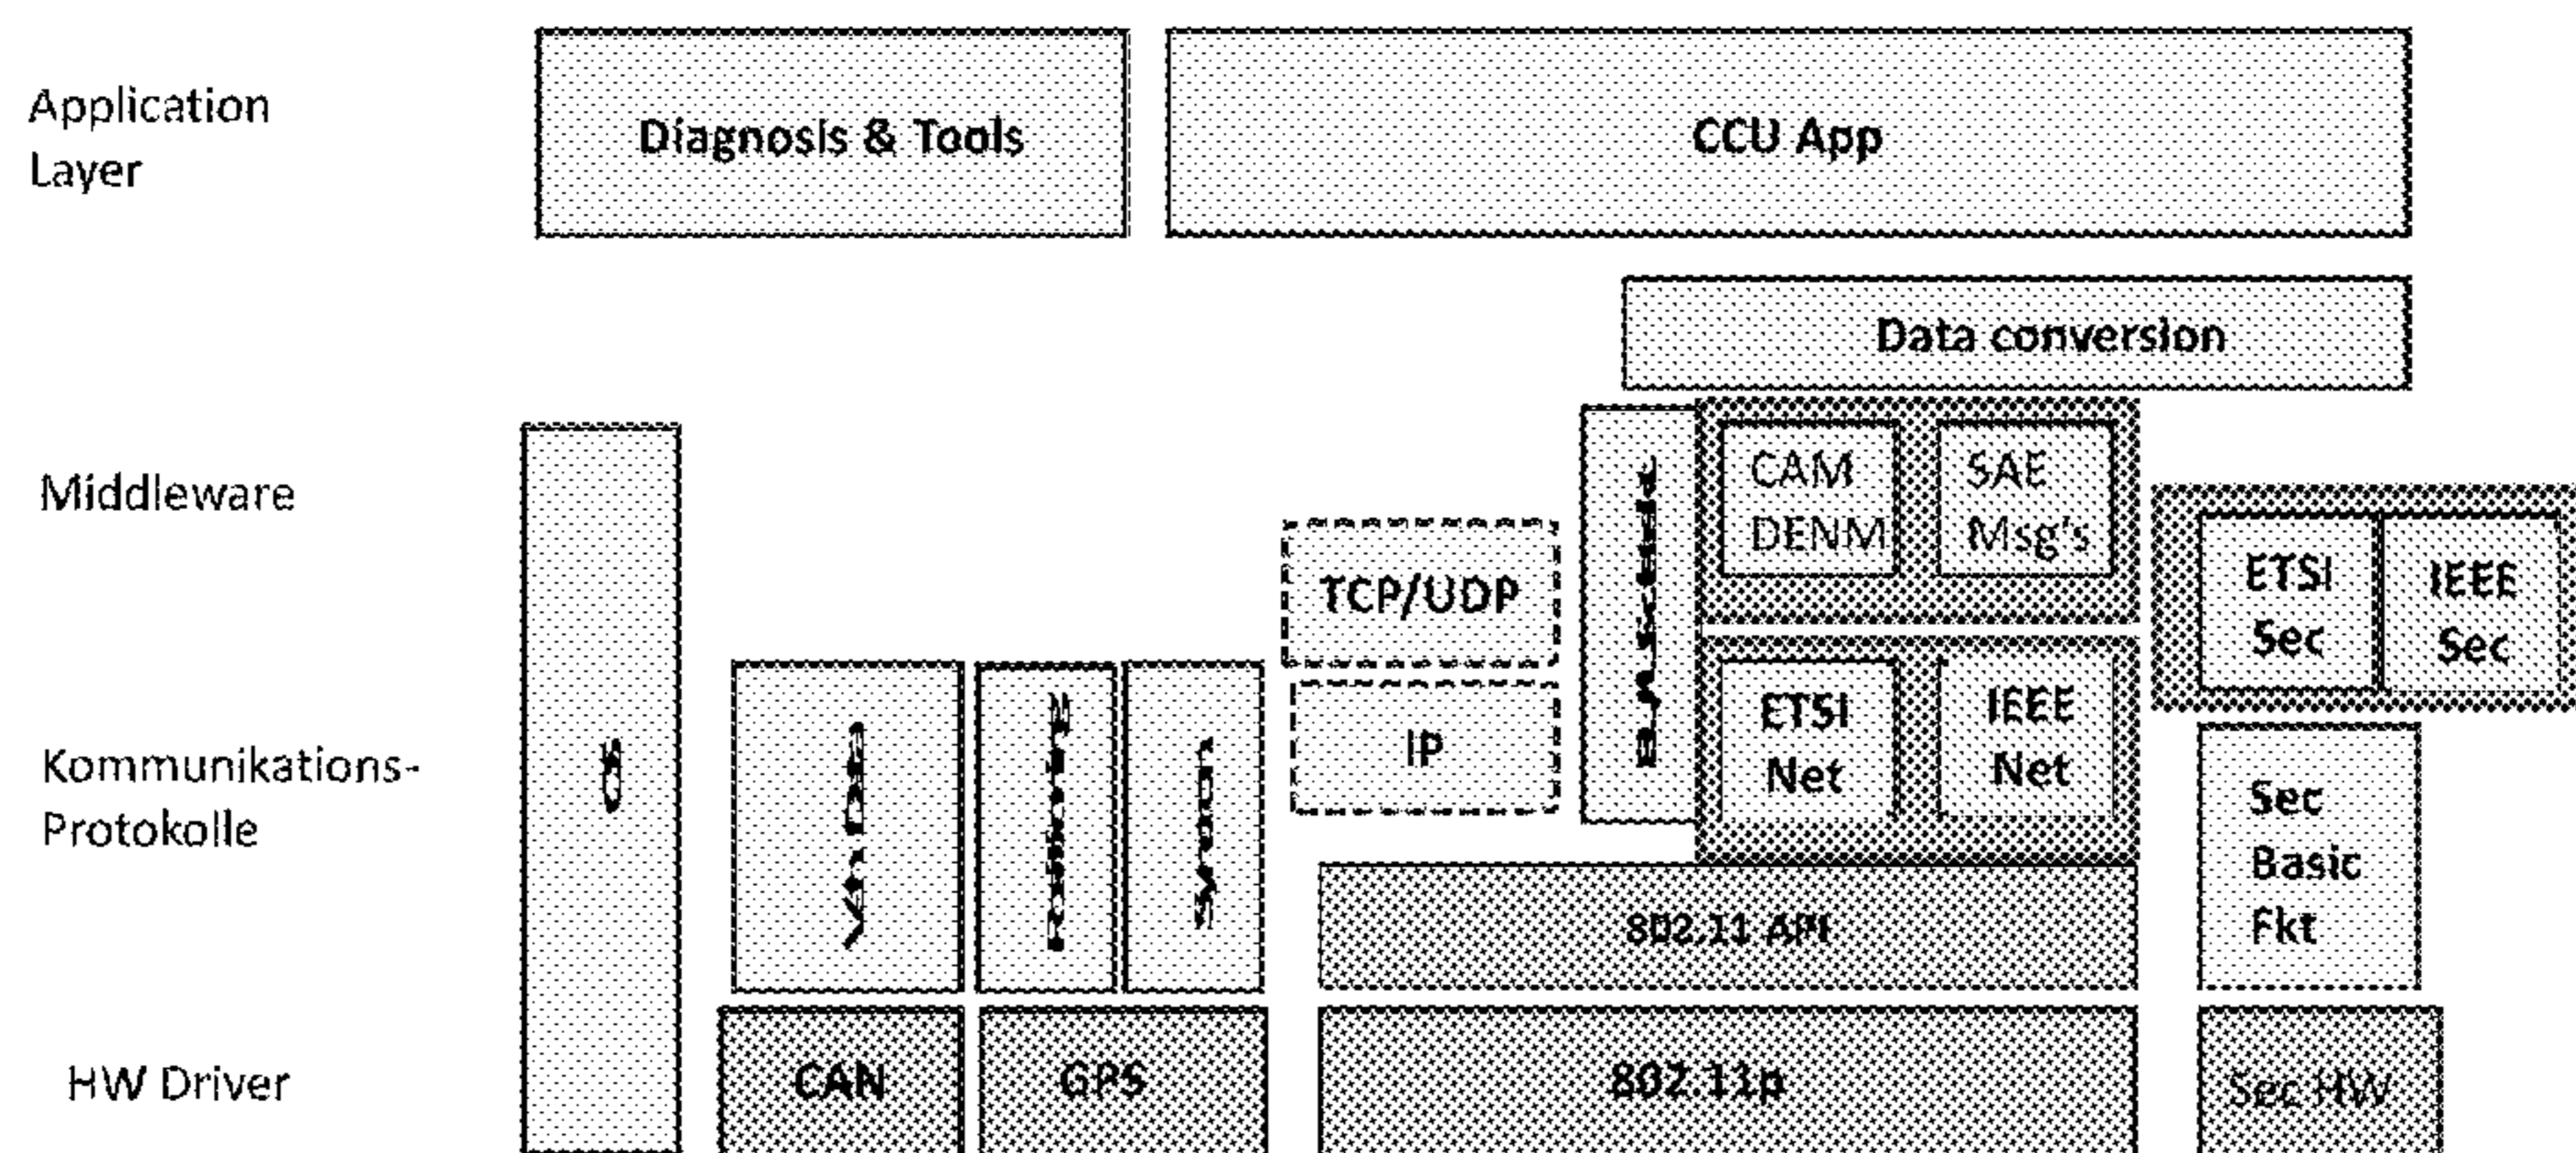 Application
Layer
Diagnosis & Tools
CCU App
Data conversion
Middleware
CAM
DENM
SAE
Msg's
TCP/UDP
ETSI
Sec
IEEE
Sec
OS
IP
ETSI
Net
IEEE
Net
Kommunikations-
Protokolle
Sec
Basic
Fkt
802.11 API
HW Driver
CAN
GPS
802.11p
Sec HW